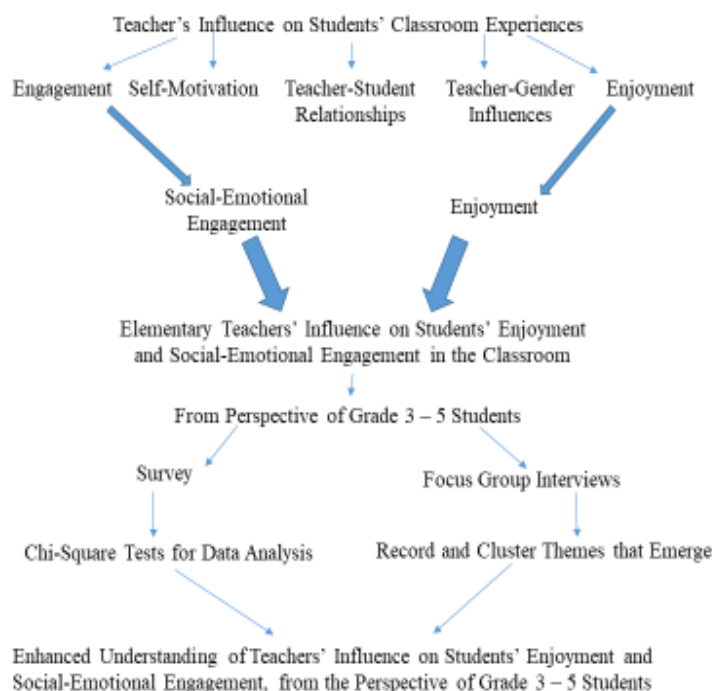 Teacher's Influence on Students' Classroom Experiences
Engagement
Self-Motivation
Teacher-Student
Relationships
Teacher-Gender
Influences
Enjoyment
Social-Emotional
Engagement
Enjoyment
Elementary Teachers' Influence on Students' Enjoyment
and Social-Emotional Engagement in the Classroom
From Perspective of Grade 3 – 5 Students
Survey
Focus Group Interviews
Chi-Square Tests for Data Analysis
Record and Cluster Themes that Emerge
Enhanced Understanding of Teachers' Influence on Students' Enjoyment and
Social-Emotional Engagement, from the Perspective of Grade 3 – 5 Students